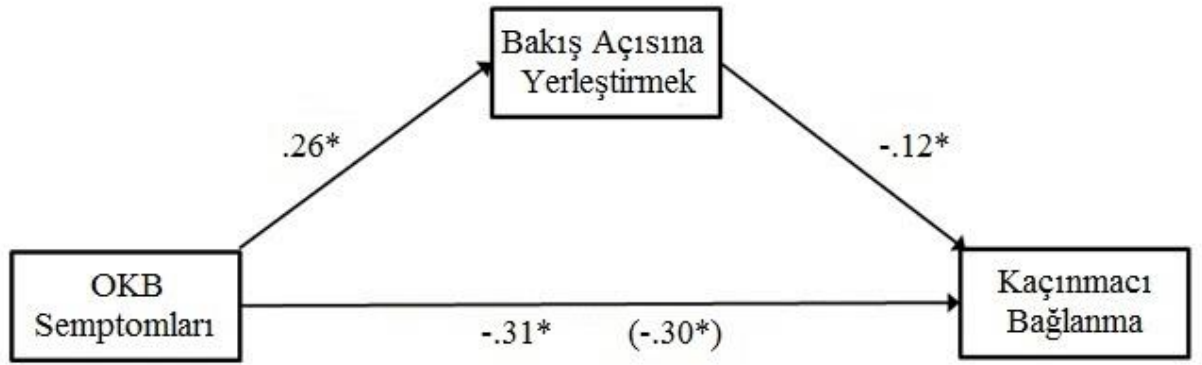 Bakış Açısına
Yerleştirmek
.26*
-.12*
OKB
Semptomları
-.31* (-.30*)
Kaçınmacı
Bağlanma